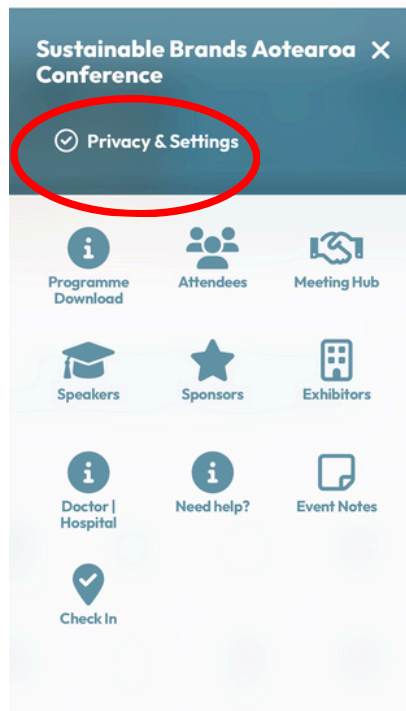 Sustainable Brands Aotearoa
Conference
Privacy & Settings
Programme
Download
Attendees
Meeting Hub
Speakers
Sponsors
Exhibitors
Doctor |
Hospital
Need help?
Event Notes
Check In